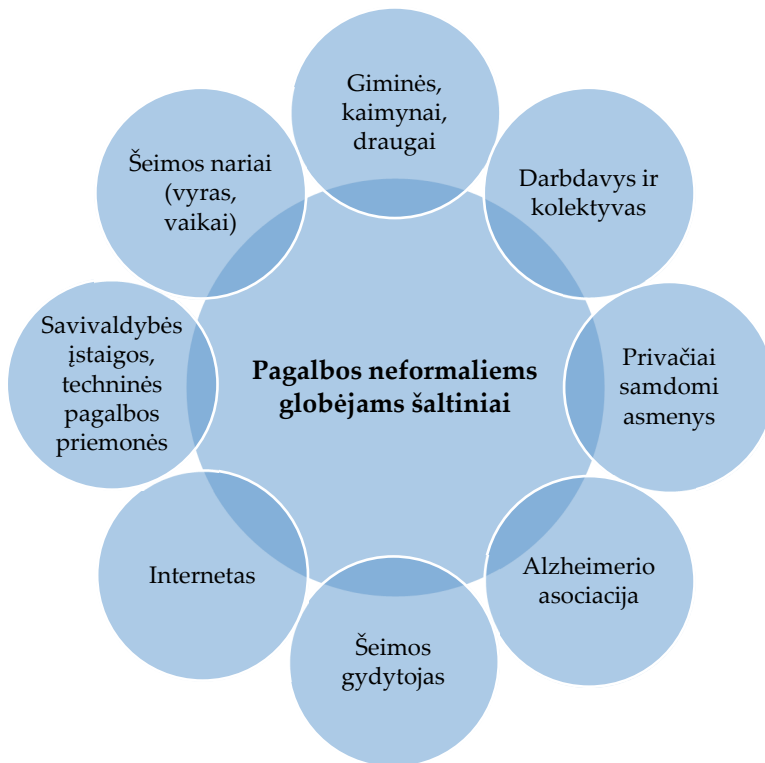 Giminės,
kaimynai,
draugai
Darbdavys ir
kolektyvas
Privačiai
samdomi
asmenys
Alzheimerio
asociacija
Šeimos
gydytojas
Internetas
Savivaldybės
įstaigos,
techninės
pagalbos
priemonės
Šeimos nariai
(vyras,
vaikai)
Pagalbos neformaliems
globėjams šaltiniai